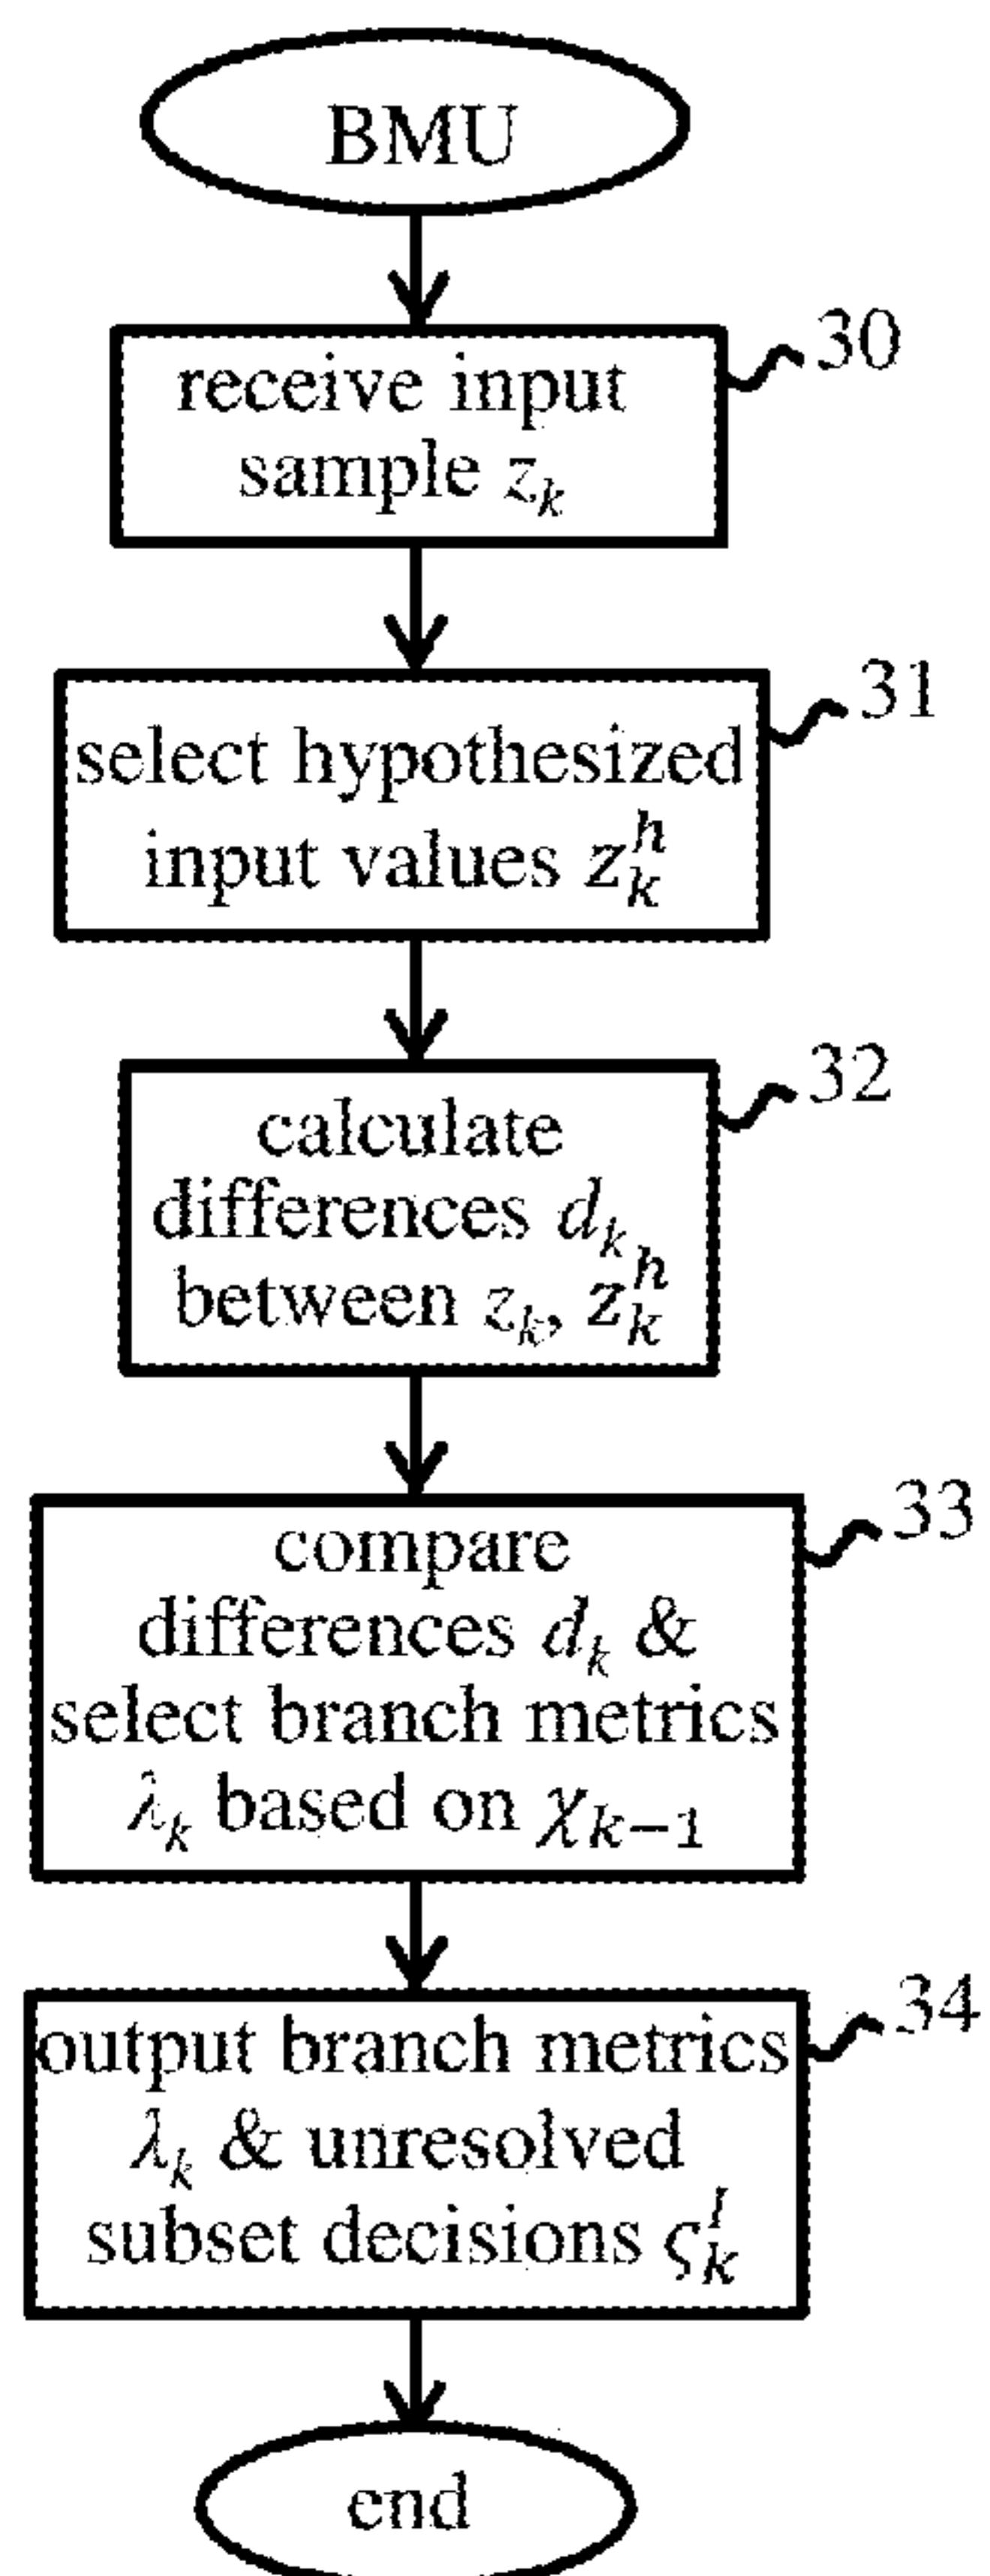 BMU
30
receive input
sample z_k
31
select hypothesized
input values z_k^h
32
calculate
differences d_k
between z_k, z_k^h
33
compare
differences d_k &
select branch metrics
λ_k based on χ_{k−1}
34
output branch metrics
λ_k & unresolved
subset decisions ς_k^l
end